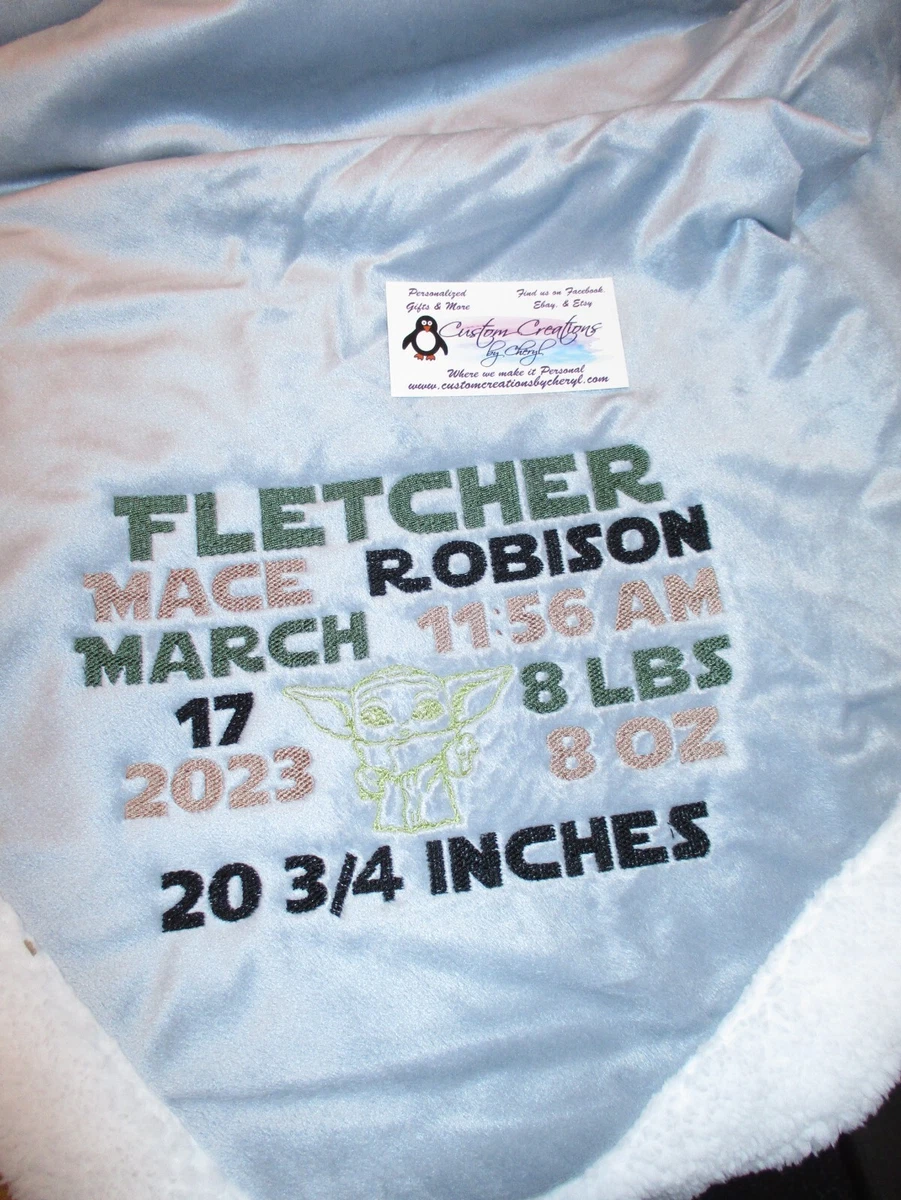 Personalized
Gifts & More
Find us on Facebook.
Ebay, & Etsy
Custom Creations
by Cheryl
Where we make it Personal
www.customcreationsbycheryl.com
FLETCHER
MACE ROBISON
MARCH 11:56 AM
17 8 LBS
2023 8 OZ
20 3/4 INCHES